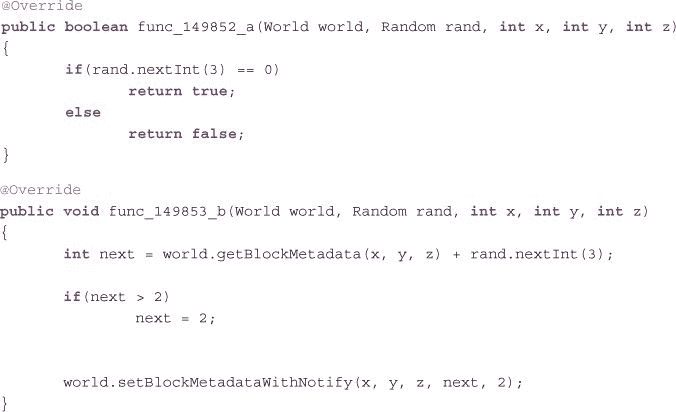 @Override
public boolean func_149852_a(World world, Random rand, int x, int y, int z)
{
if(rand.nextInt(3) == 0)
return true;
else
return false;
}
@Override
public void func_149853_b(World world, Random rand, int x, int y, int z)
{
int next = world.getBlockMetadata(x, y, z) + rand.nextInt(3);
if(next > 2)
next = 2;
world.setBlockMetadataWithNotify(x, y, z, next, 2);
}